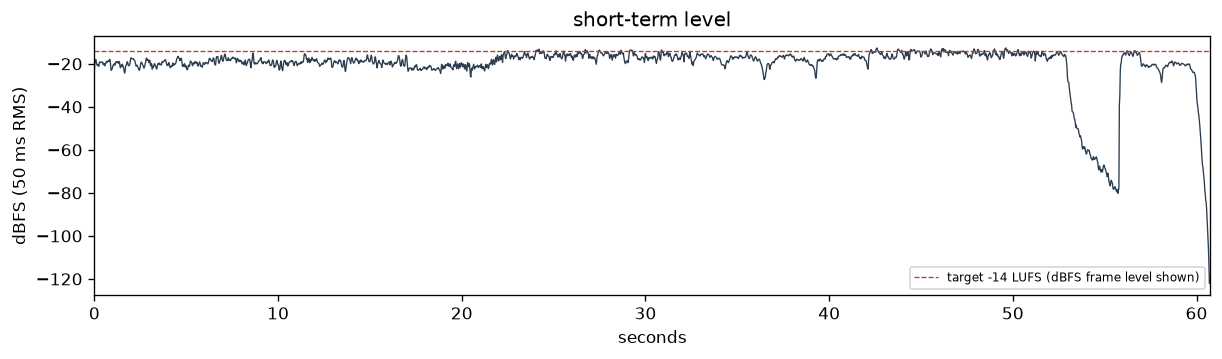 short-term level
dBFS (50 ms RMS)
−20
−40
−60
−80
−100
−120
target -14 LUFS (dBFS frame level shown)
0 10 20 30 40 50 60
seconds